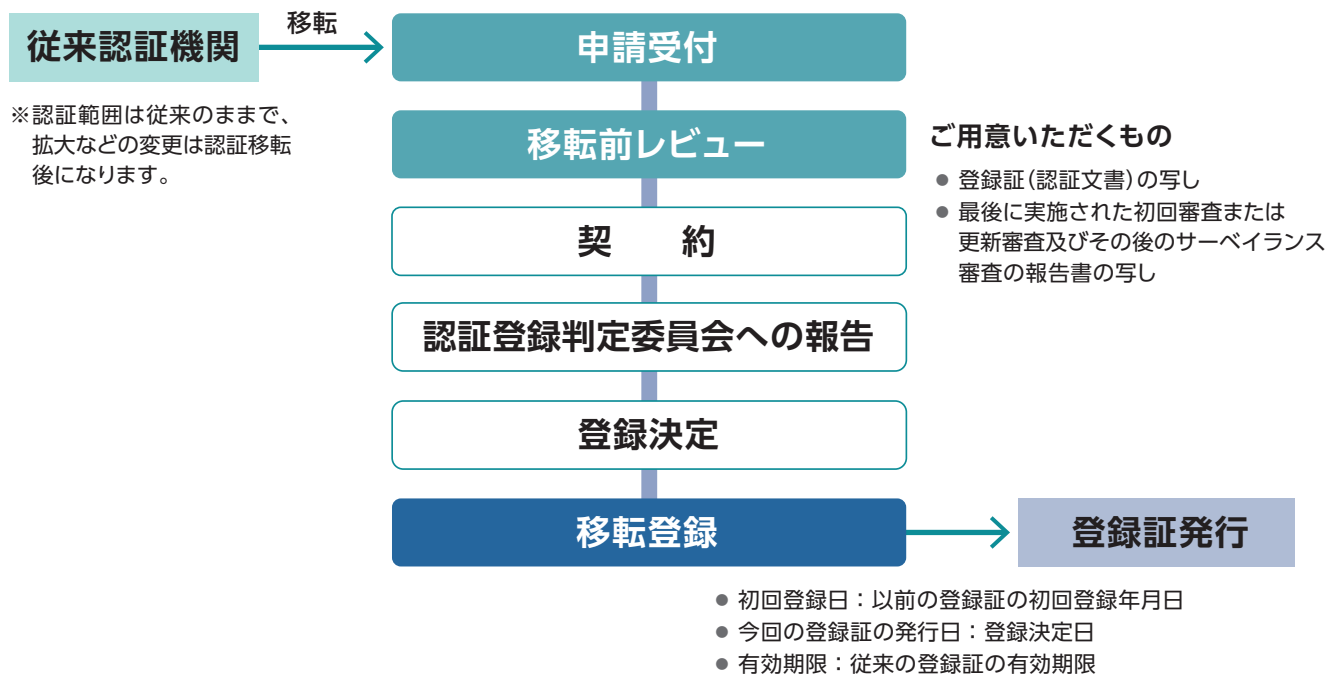 従来認証機関
移転
※認証範囲は従来のままで、
拡大などの変更は認証移転
後になります。
申請受付
移転前レビュー
ご用意いただくもの
● 登録証（認証文書）の写し
● 最後に実施された初回審査または
更新審査及びその後のサーベイランス
審査の報告書の写し
契　約
認証登録判定委員会への報告
登録決定
移転登録
登録証発行
● 初回登録日：以前の登録証の初回登録年月日
● 今回の登録証の発行日：登録決定日
● 有効期限：従来の登録証の有効期限